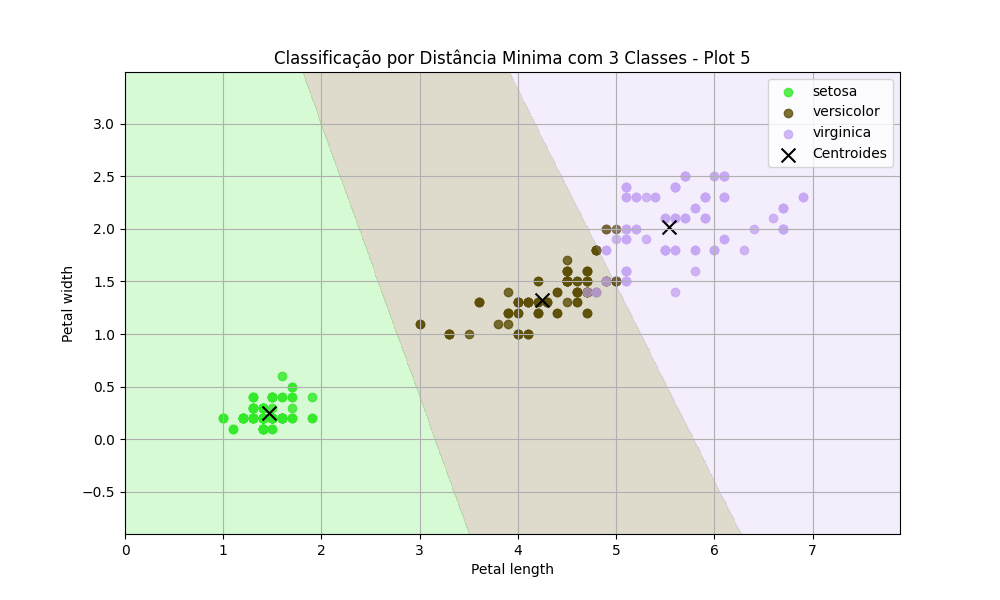 Classificação por Distância Minima com 3 Classes - Plot 5
setosa
versicolor
virginica
Centroides
Petal width
3.0
2.5
2.0
1.5
1.0
0.5
0.0
−0.5
0 1 2 3 4 5 6 7
Petal length